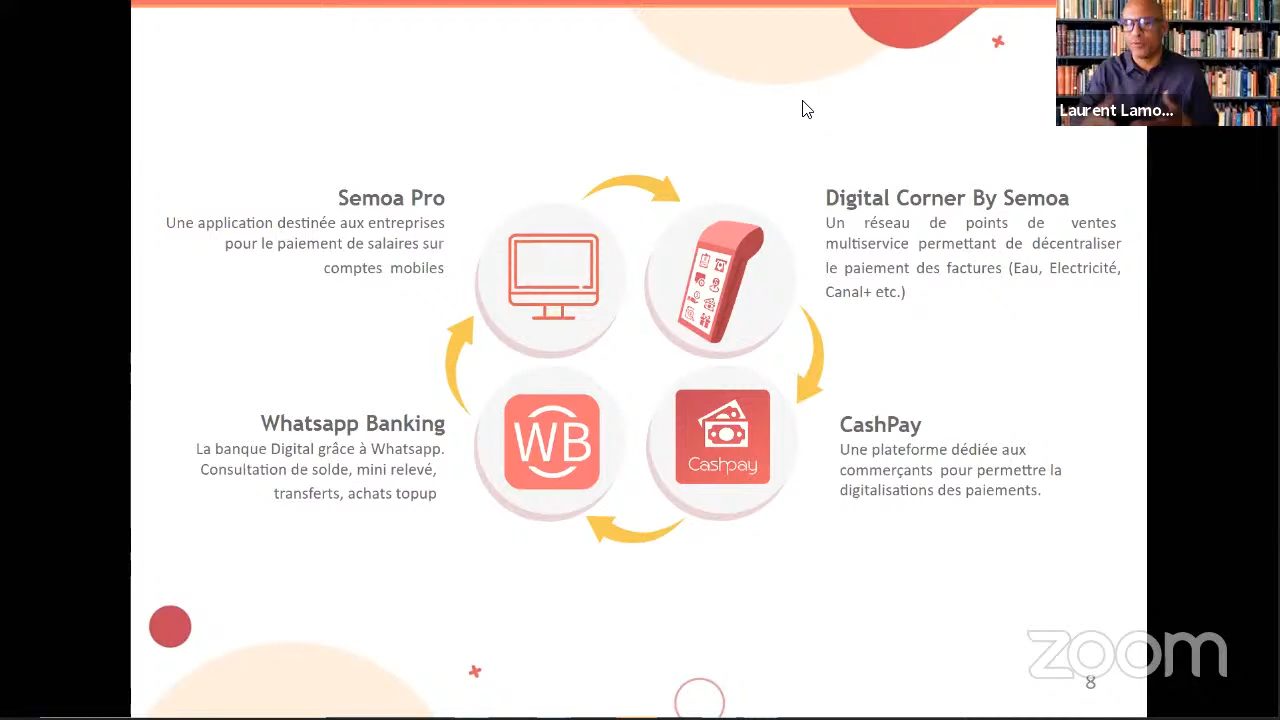 Laurent Lamo...
Semoa Pro
Une application destinée aux entreprises
pour le paiement de salaires sur
comptes mobiles
Digital Corner By Semoa
Un réseau de points de ventes
multiservice permettant de décentraliser
le paiement des factures (Eau, Electricité,
Canal+ etc.)
Whatsapp Banking
La banque Digital grâce à Whatsapp.
Consultation de solde, mini relevé,
transferts, achats topup
WB
Cashpay
CashPay
Une plateforme dédiée aux
commerçants pour permettre la
digitalisations des paiements.
zoom
8